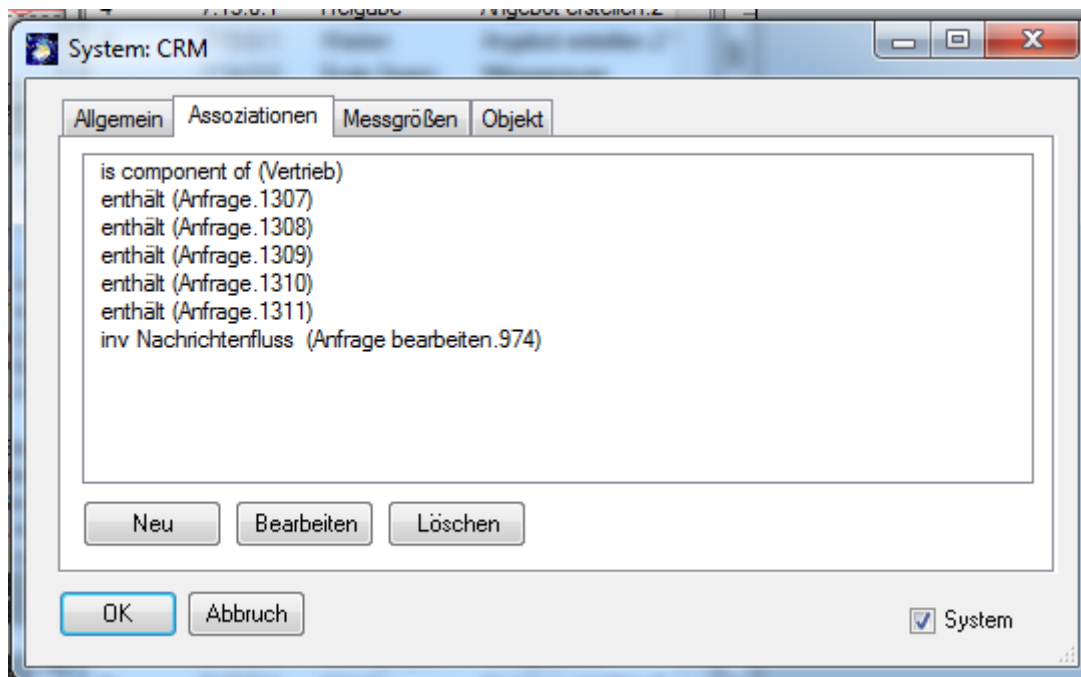 System: CRM
Allgemein Assoziationen Messgrößen Objekt
is component of (Vertrieb)
enthält (Anfrage.1307)
enthält (Anfrage.1308)
enthält (Anfrage.1309)
enthält (Anfrage.1310)
enthält (Anfrage.1311)
inv Nachrichtenfluss (Anfrage bearbeiten.974)
Neu Bearbeiten Löschen
OK Abbruch System